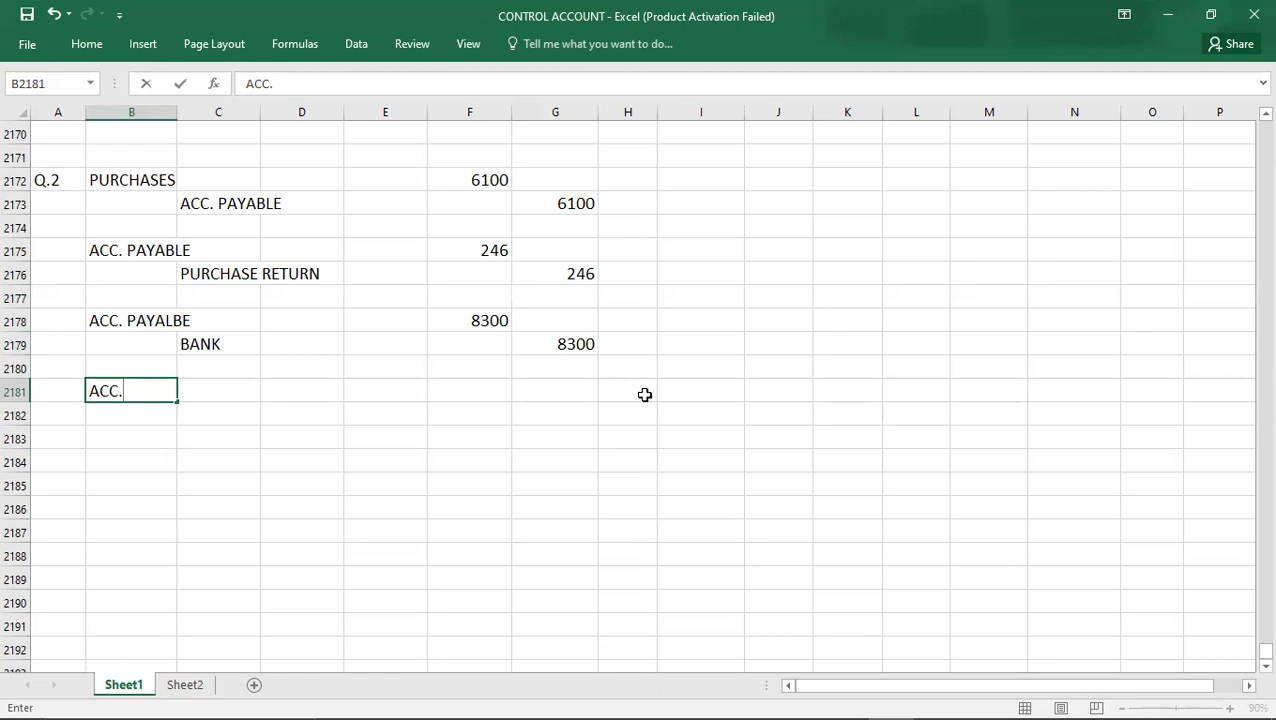 CONTROL ACCOUNT - Excel (Product Activation Failed)
File Home Insert Page Layout Formulas Data Review View Tell me what you want to do... Share
B2181 fx ACC.
A B C D E F G H I J K L M N O P
2170
2171
2172 Q.2 PURCHASES 6100
2173 ACC. PAYABLE 6100
2174
2175 ACC. PAYABLE 246
2176 PURCHASE RETURN 246
2177
2178 ACC. PAYALBE 8300
2179 BANK 8300
2180
2181 ACC.
2182
2183
2184
2185
2186
2187
2188
2189
2190
2191
2192
Sheet1 Sheet2
Enter 90%